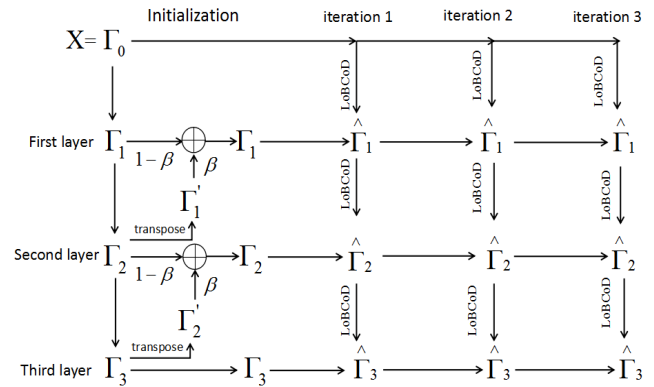 Initialization iteration 1 iteration 2 iteration 3
X= Γ₀
LoBCoD LoBCoD LoBCoD
First layer Γ₁ 1−β β Γ₁ Γ̂₁ Γ̂₁ Γ̂₁
Γ₁'
LoBCoD LoBCoD LoBCoD
transpose
Second layer Γ₂ 1−β β Γ₂ Γ̂₂ Γ̂₂ Γ̂₂
Γ₂'
LoBCoD LoBCoD LoBCoD
transpose
Third layer Γ₃ Γ₃ Γ̂₃ Γ̂₃ Γ̂₃